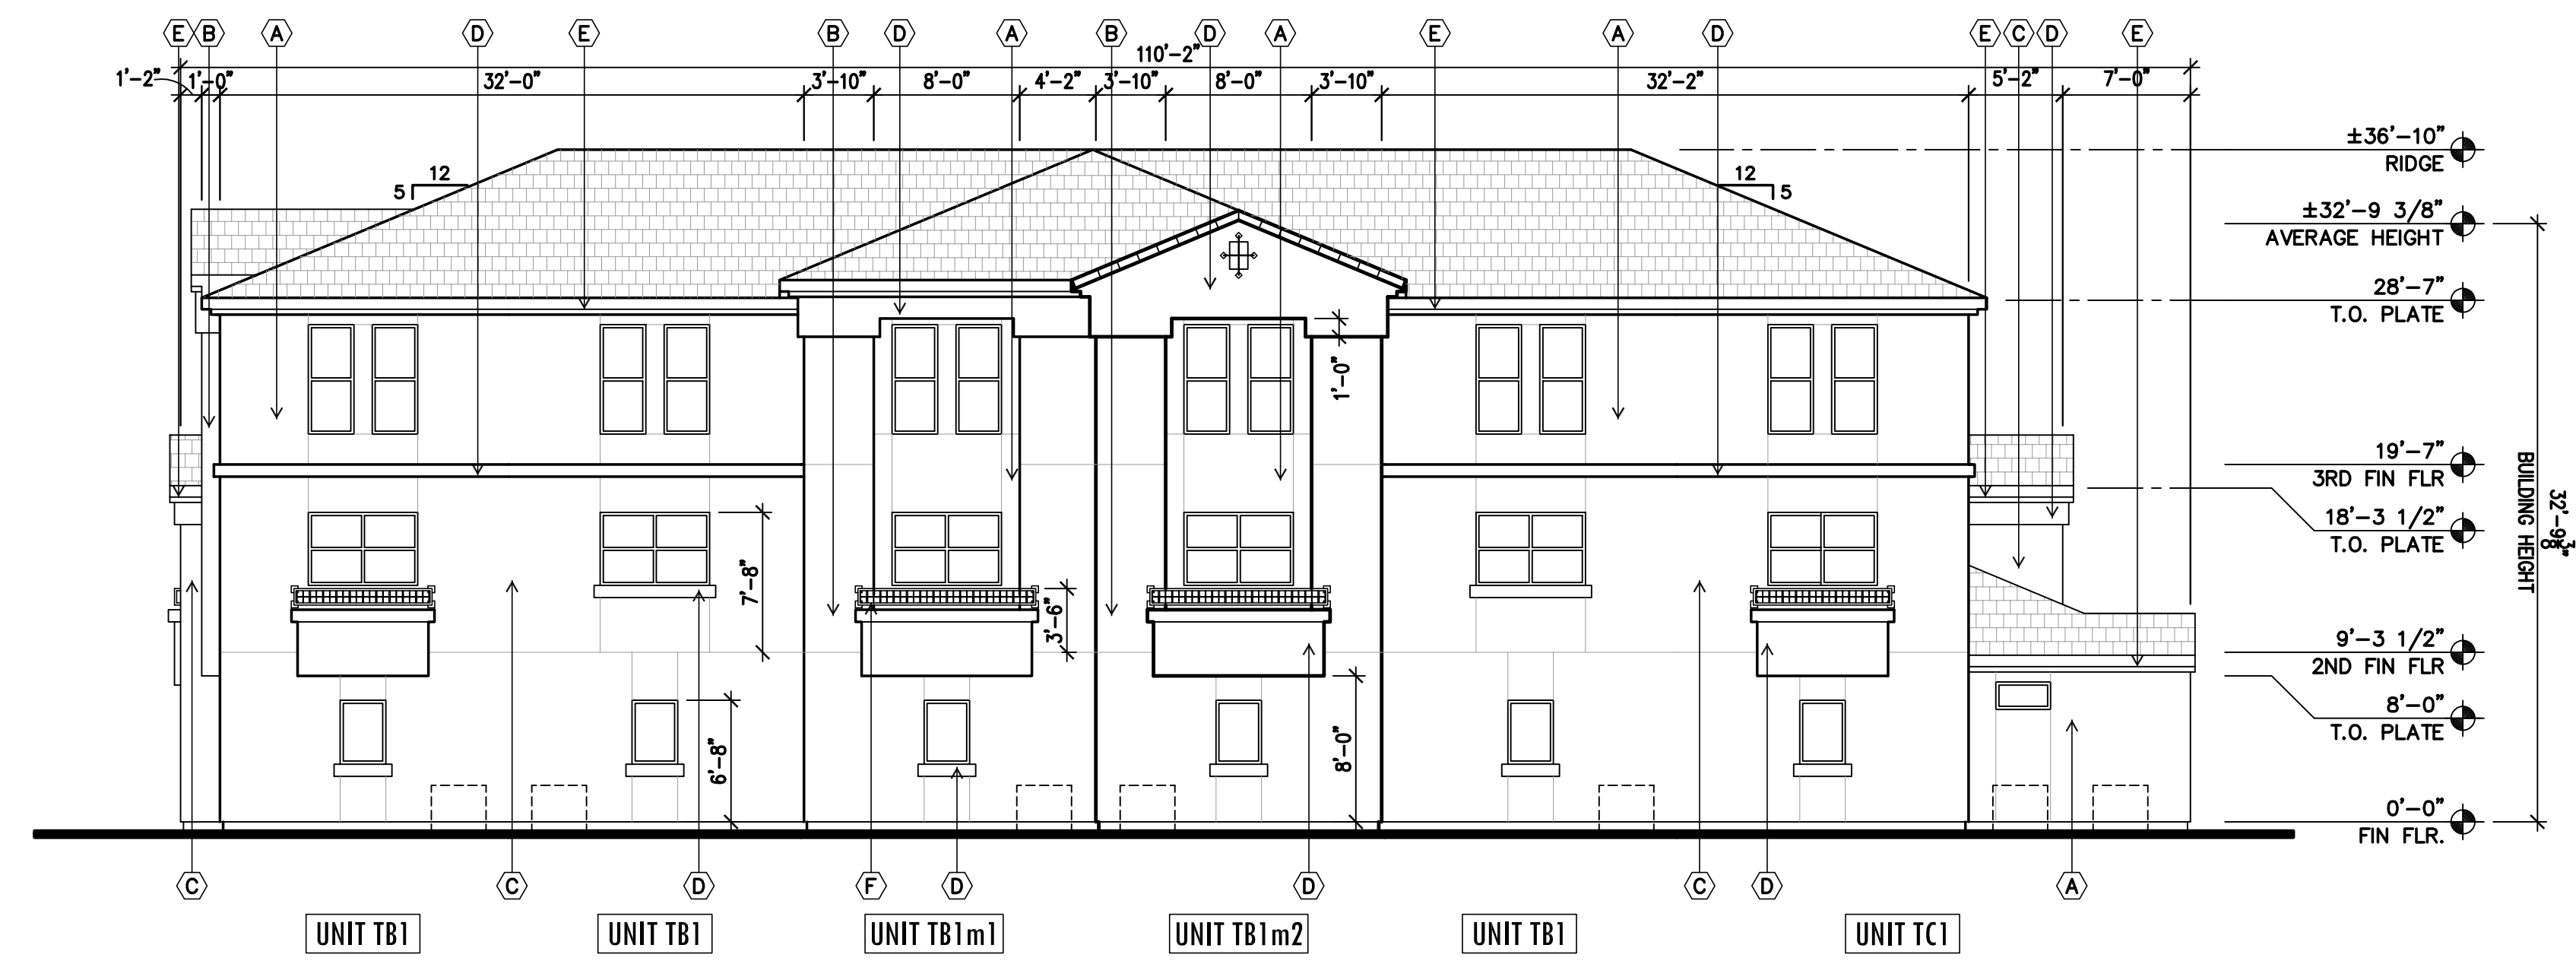 E B A D E B D A B D A E A D E C D E
110'-2"
1'-2" 1'-0" 32'-0" 3'-10" 8'-0" 4'-2" 3'-10" 8'-0" 3'-10" 32'-2" 5'-2" 7'-0"
±36'-10"
RIDGE
12
5
12
5
±32'-9 3/8"
AVERAGE HEIGHT
28'-7"
T.O. PLATE
1'-0"
19'-7"
3RD FIN FLR
18'-3 1/2"
T.O. PLATE
BUILDING HEIGHT
7'-8"
3'-6"
9'-3 1/2"
2ND FIN FLR
8'-0"
T.O. PLATE
6'-8"
8'-0"
0'-0"
FIN FLR.
C C D F D D C D A
UNIT TB1 UNIT TB1 UNIT TB1m1 UNIT TB1m2 UNIT TB1 UNIT TC1